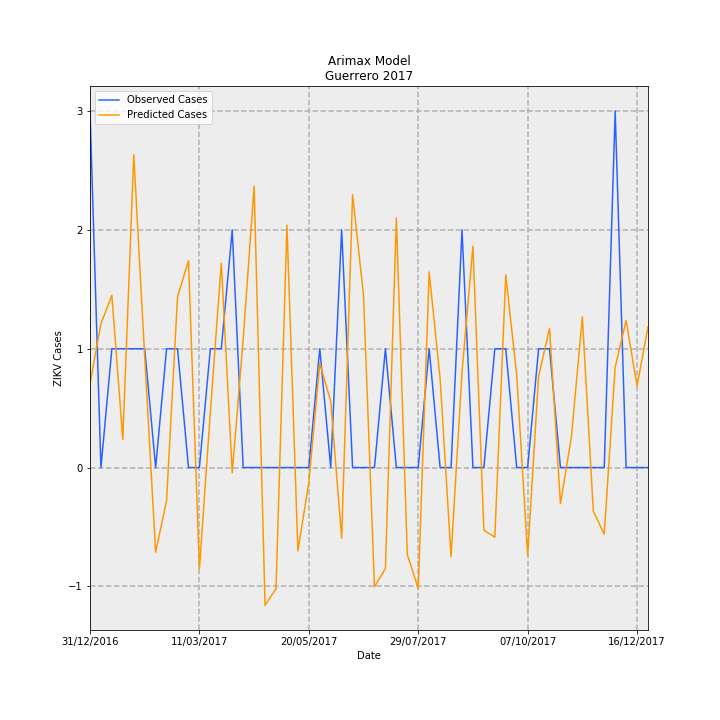 Arimax Model
Guerrero 2017
Observed Cases
Predicted Cases
3
2
1
0
−1
ZIKV Cases
31/12/2016 11/03/2017 20/05/2017 29/07/2017 07/10/2017 16/12/2017
Date